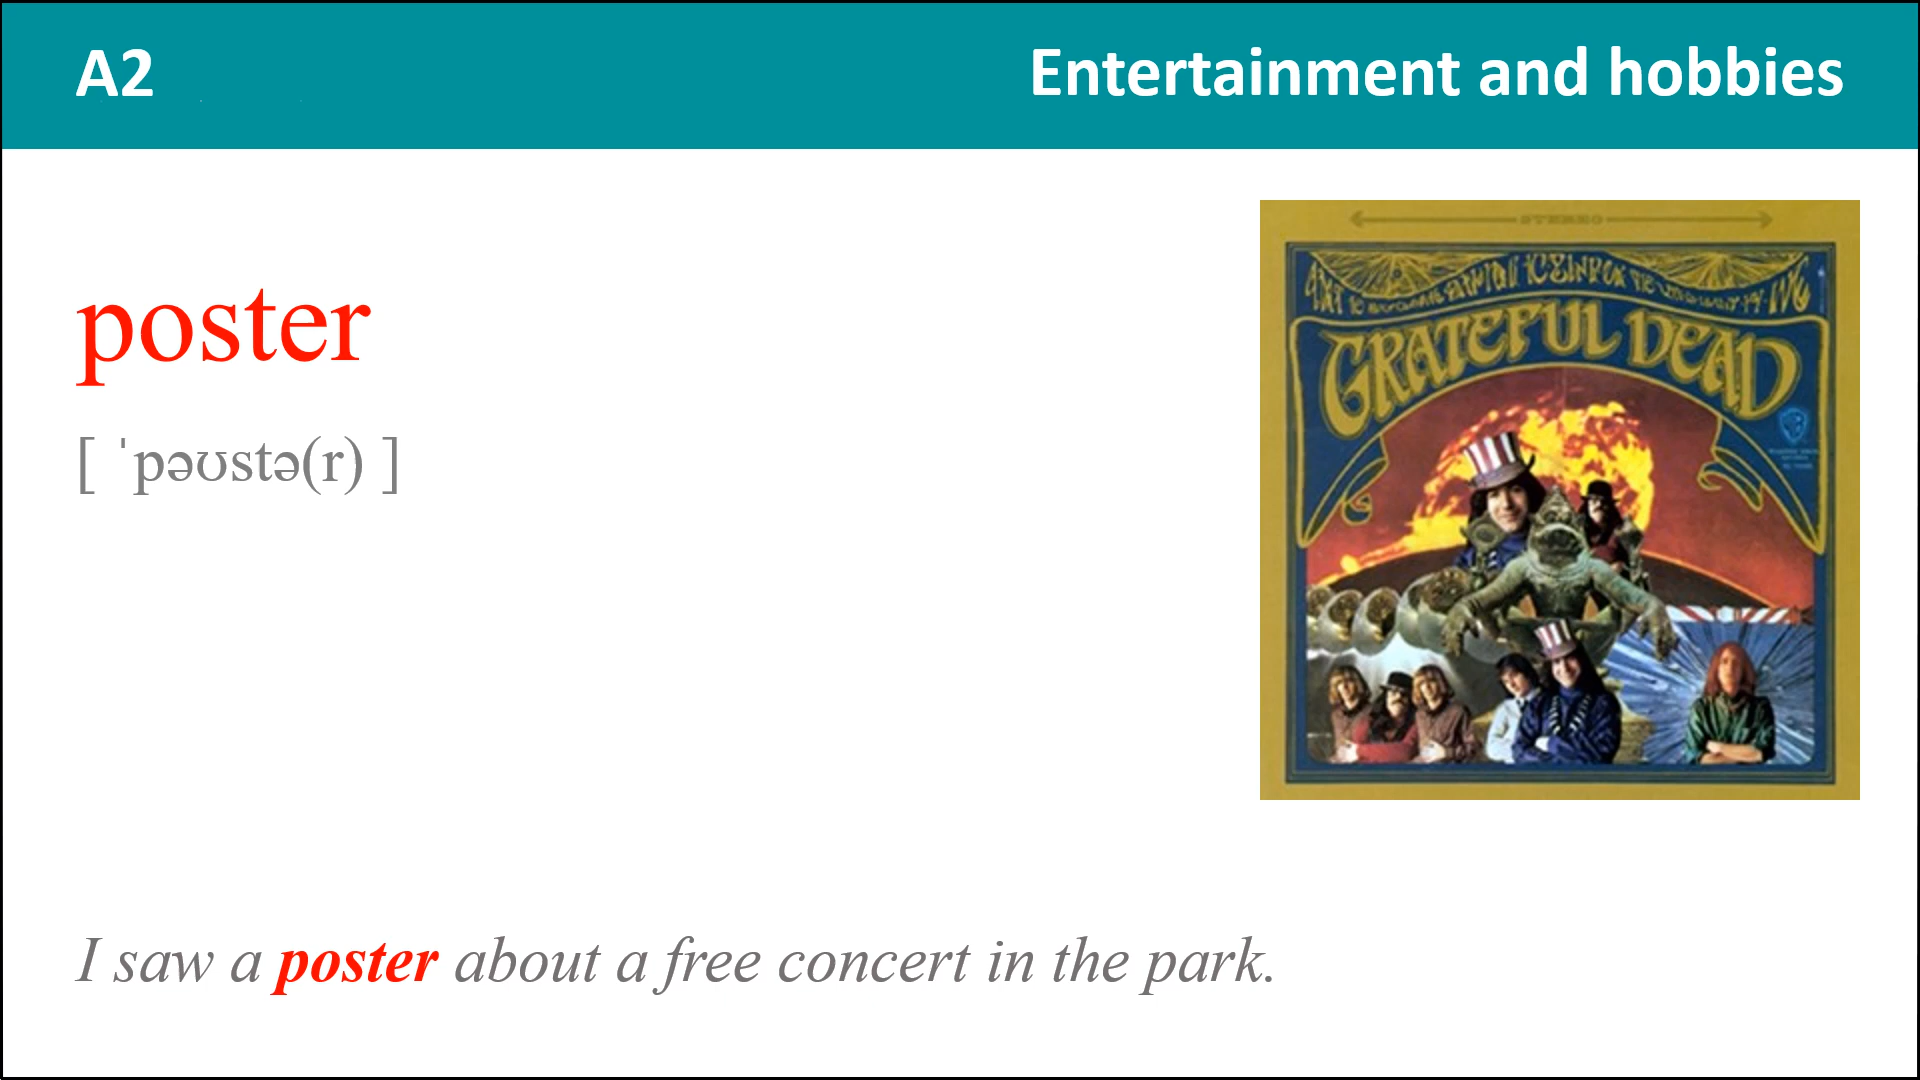 A2
Entertainment and hobbies
poster
[ ˈpəʊstə(r) ]
STEREO
GRATEFUL DEAD
I saw a poster about a free concert in the park.